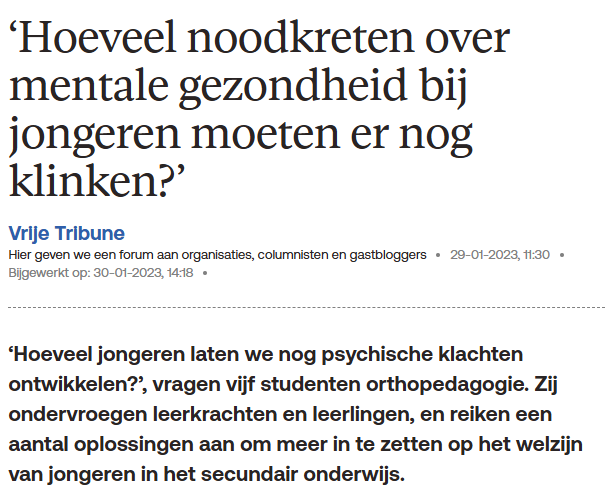 ‘Hoeveel noodkreten over
mentale gezondheid bij
jongeren moeten er nog
klinken?’
Vrije Tribune
Hier geven we een forum aan organisaties, columnisten en gastbloggers • 29-01-2023, 11:30 •
Bijgewerkt op: 30-01-2023, 14:18 •
‘Hoeveel jongeren laten we nog psychische klachten
ontwikkelen?’, vragen vijf studenten orthopedagogie. Zij
ondervroegen leerkrachten en leerlingen, en reiken een
aantal oplossingen aan om meer in te zetten op het welzijn
van jongeren in het secundair onderwijs.